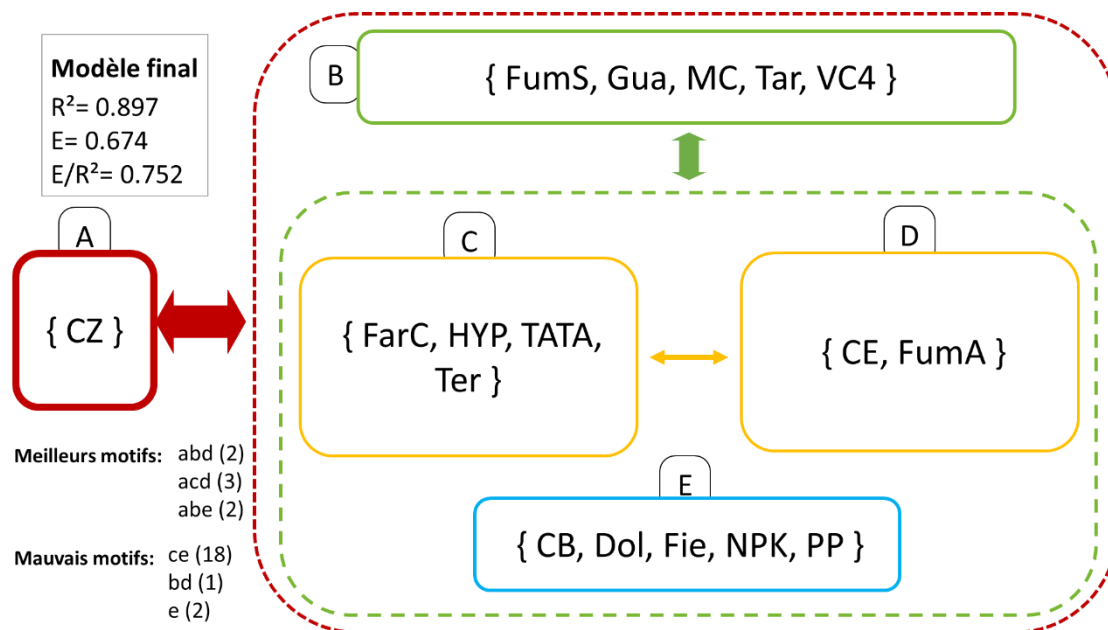 Modèle final
R²= 0.897
E= 0.674
E/R²= 0.752
B
{ FumS, Gua, MC, Tar, VC4 }
A
{ CZ }
C
{ FarC, HYP, TATA,
Ter }
D
{ CE, FumA }
E
{ CB, Dol, Fie, NPK, PP }
Meilleurs motifs: abd (2)
acd (3)
abe (2)
Mauvais motifs: ce (18)
bd (1)
e (2)